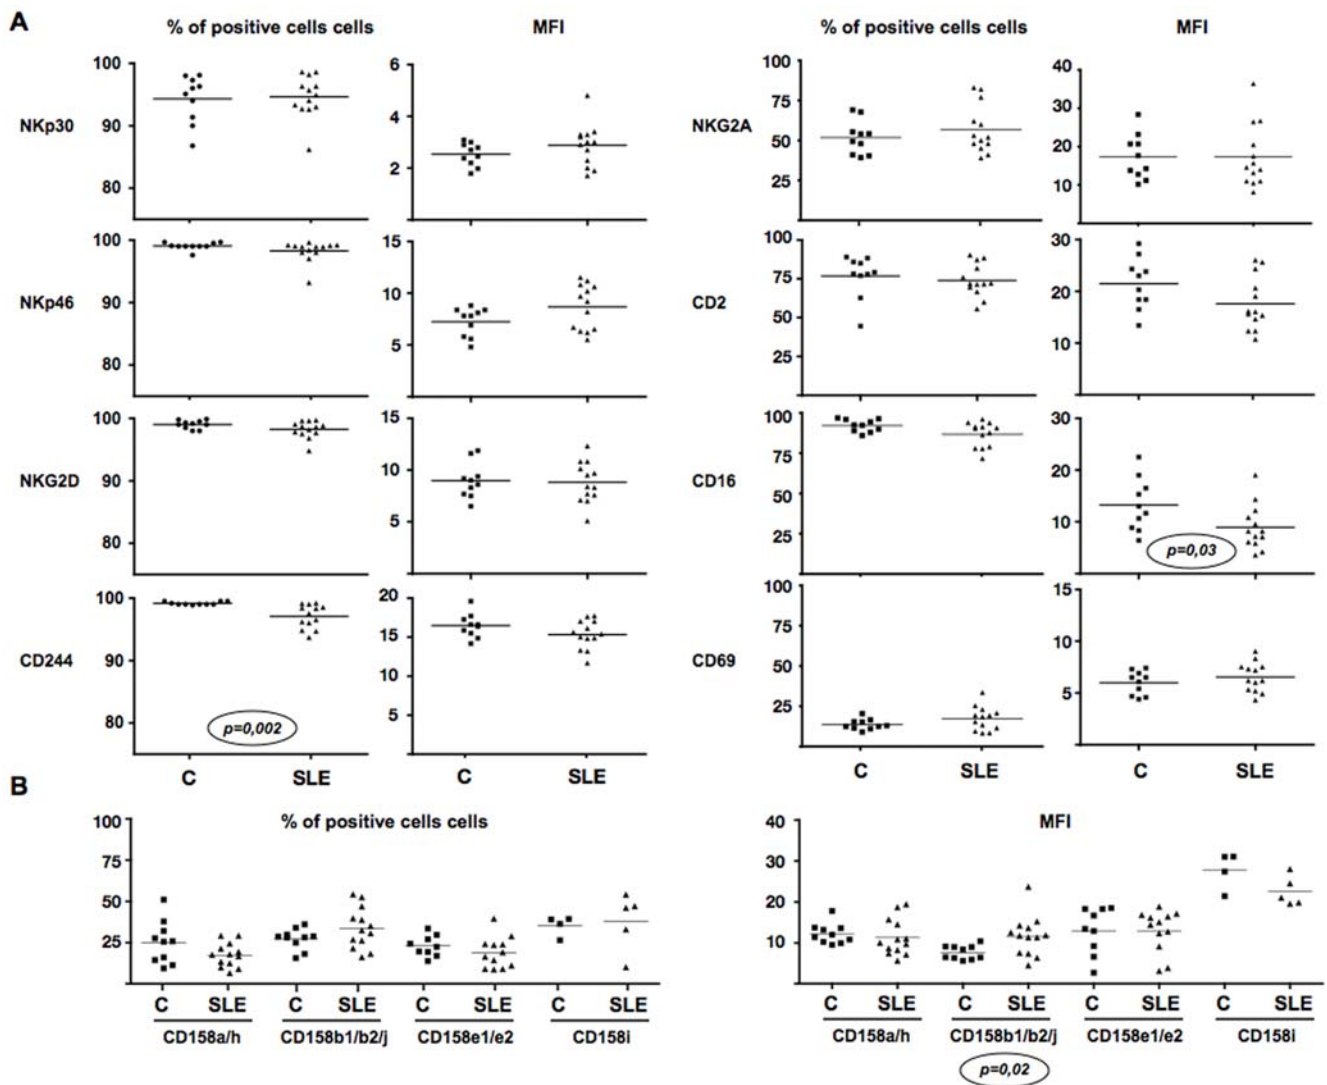 A
% of positive cells cells MFI % of positive cells cells MFI
NKp30
100
90
80
6
4
2
NKG2A
100
75
50
25
40
30
20
10
NKp46
100
90
80
15
10
5
CD2
100
75
50
25
30
20
10
NKG2D
100
90
80
15
10
5
CD16
100
75
50
25
30
20
10
p=0,03
CD244
100
90
80
p=0,002
20
15
10
5
CD69
100
75
50
25
15
10
5
C SLE C SLE C SLE C SLE
B
% of positive cells cells
100
75
50
25
C SLE C SLE C SLE C SLE
CD158a/h CD158b1/b2/j CD158e1/e2 CD158i
MFI
40
30
20
10
C SLE C SLE C SLE C SLE
CD158a/h CD158b1/b2/j CD158e1/e2 CD158i
p=0,02